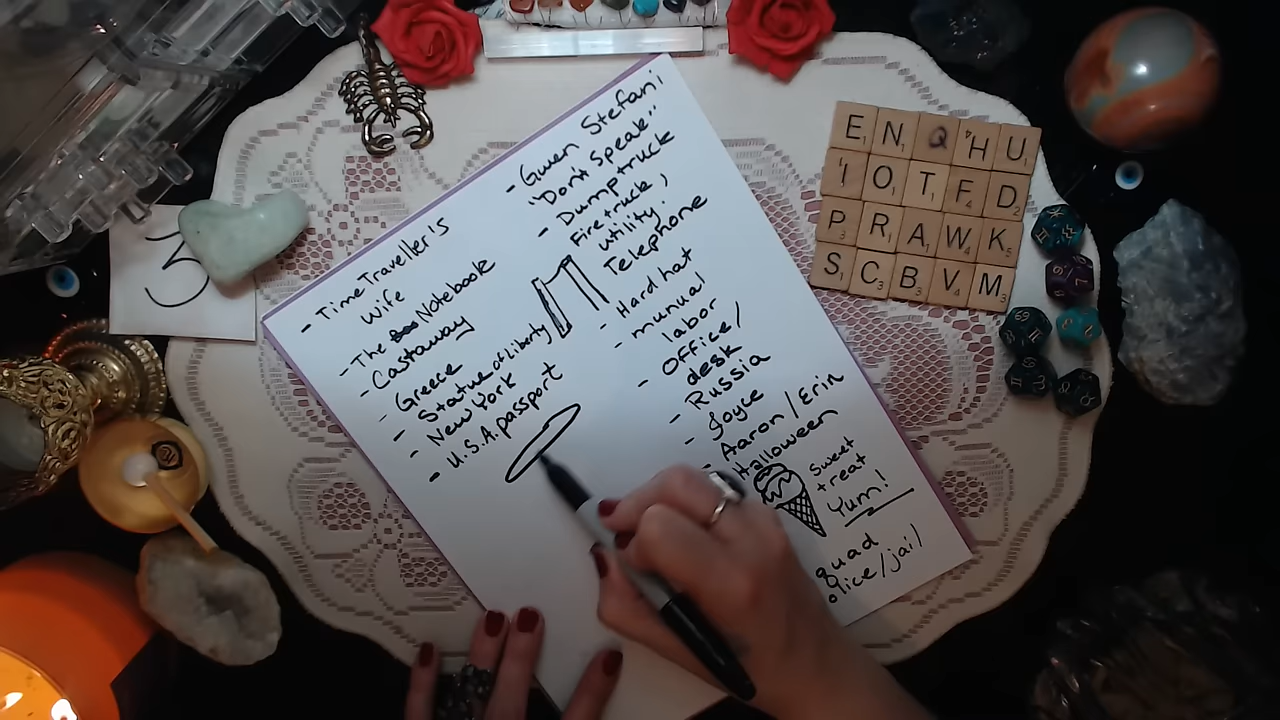 - Time Traveller's
Wife
- The Notebook
- Castaway
- Greece
- Statue of Liberty
- New York
- U.S.A. passport
- Gwen Stefani
"Don't Speak"
- Dumptruck
Firetruck,
utility,
Telephone
- Hard hat
- munual
labor
- Office/
desk
- Russia
- Joyce
- Aaron/Erin
Halloween
sweet
treat
Yum!
quad
olice/jail
3
E N Q H U
I O T F D
P R A W K
S C B V M